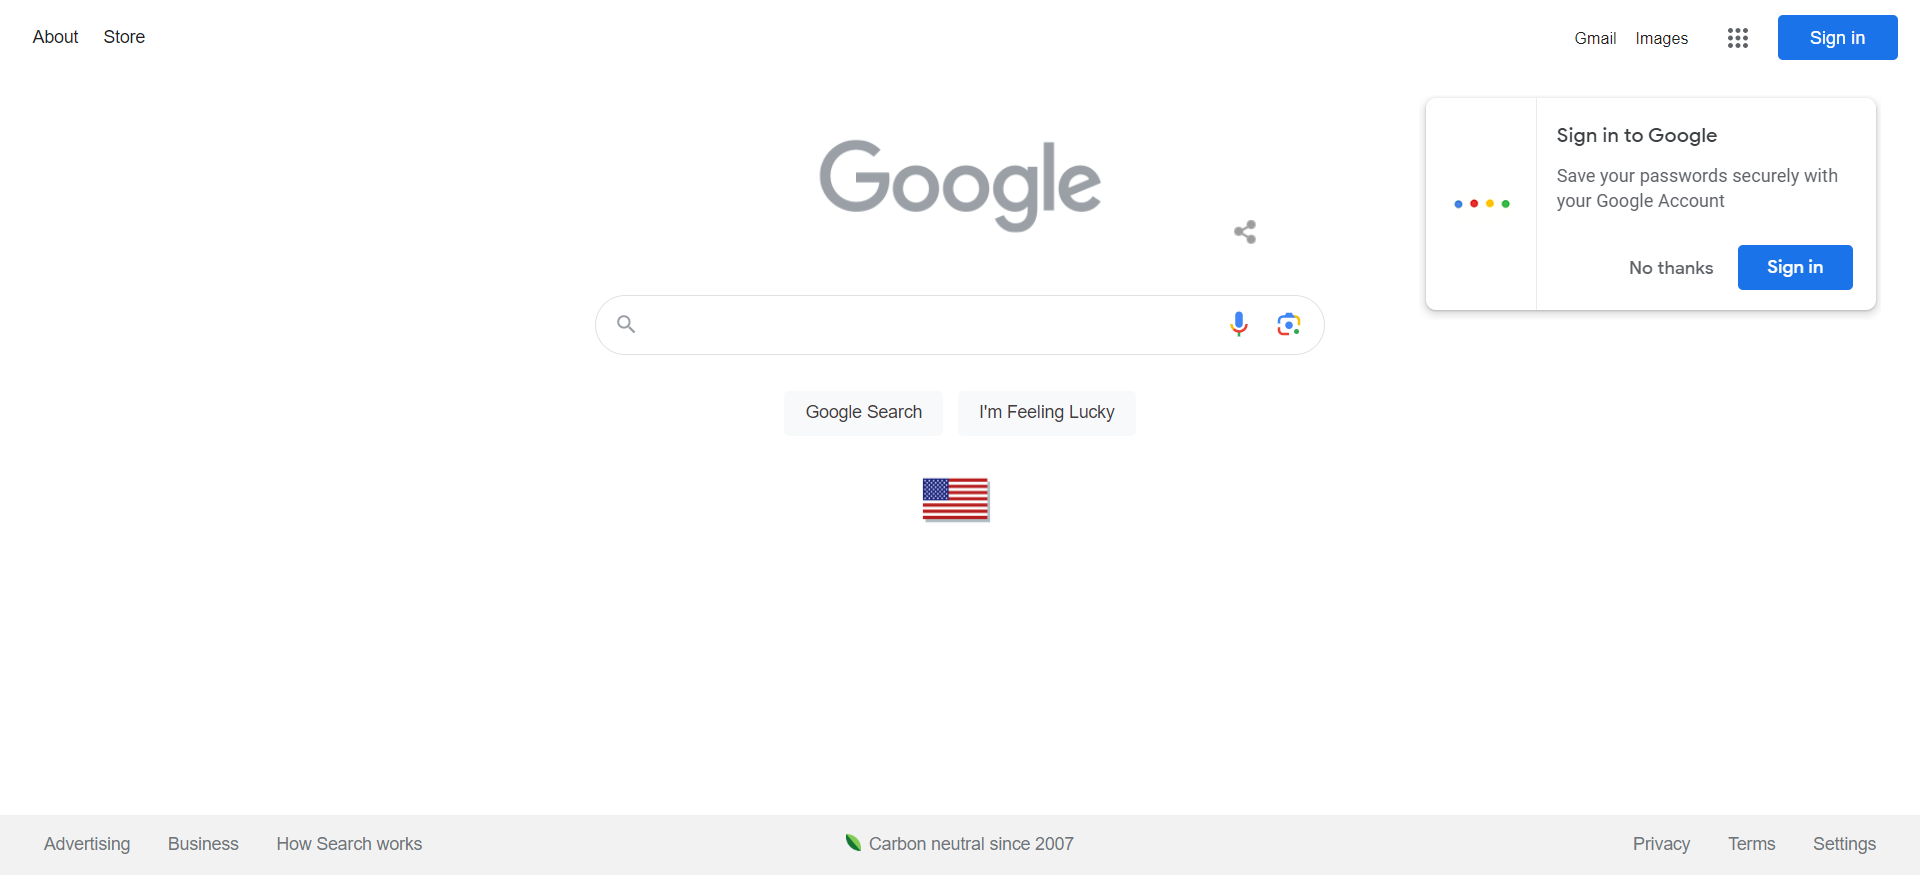 About Store
Gmail Images Sign in
Google
Sign in to Google
Save your passwords securely with
your Google Account
No thanks Sign in
Google Search I'm Feeling Lucky
Advertising Business How Search works
Carbon neutral since 2007
Privacy Terms Settings